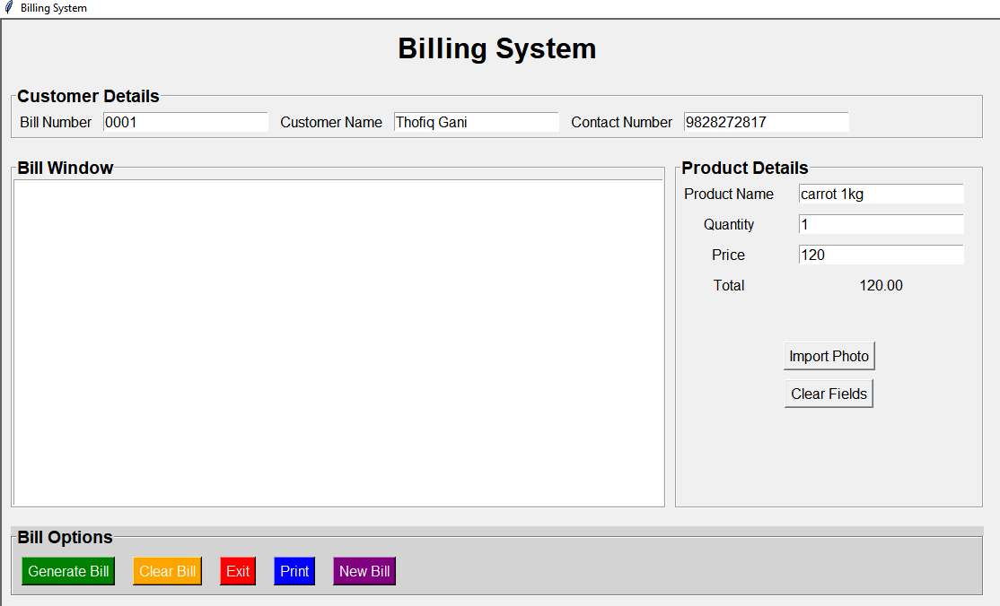 Billing System
Billing System
Customer Details
Bill Number 0001 Customer Name Thofiq Gani Contact Number 9828272817
Bill Window
Product Details
Product Name carrot 1kg
Quantity 1
Price 120
Total 120.00
Import Photo
Clear Fields
Bill Options
Generate Bill Clear Bill Exit Print New Bill